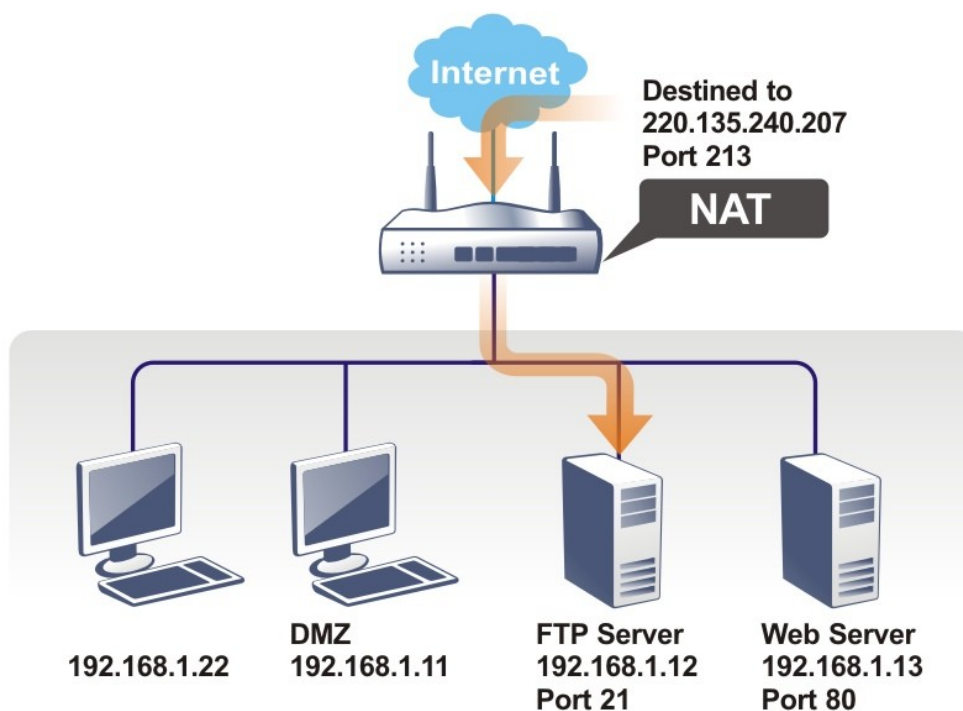 Internet
Destined to
220.135.240.207
Port 213
NAT
192.168.1.22
DMZ
192.168.1.11
FTP Server
192.168.1.12
Port 21
Web Server
192.168.1.13
Port 80